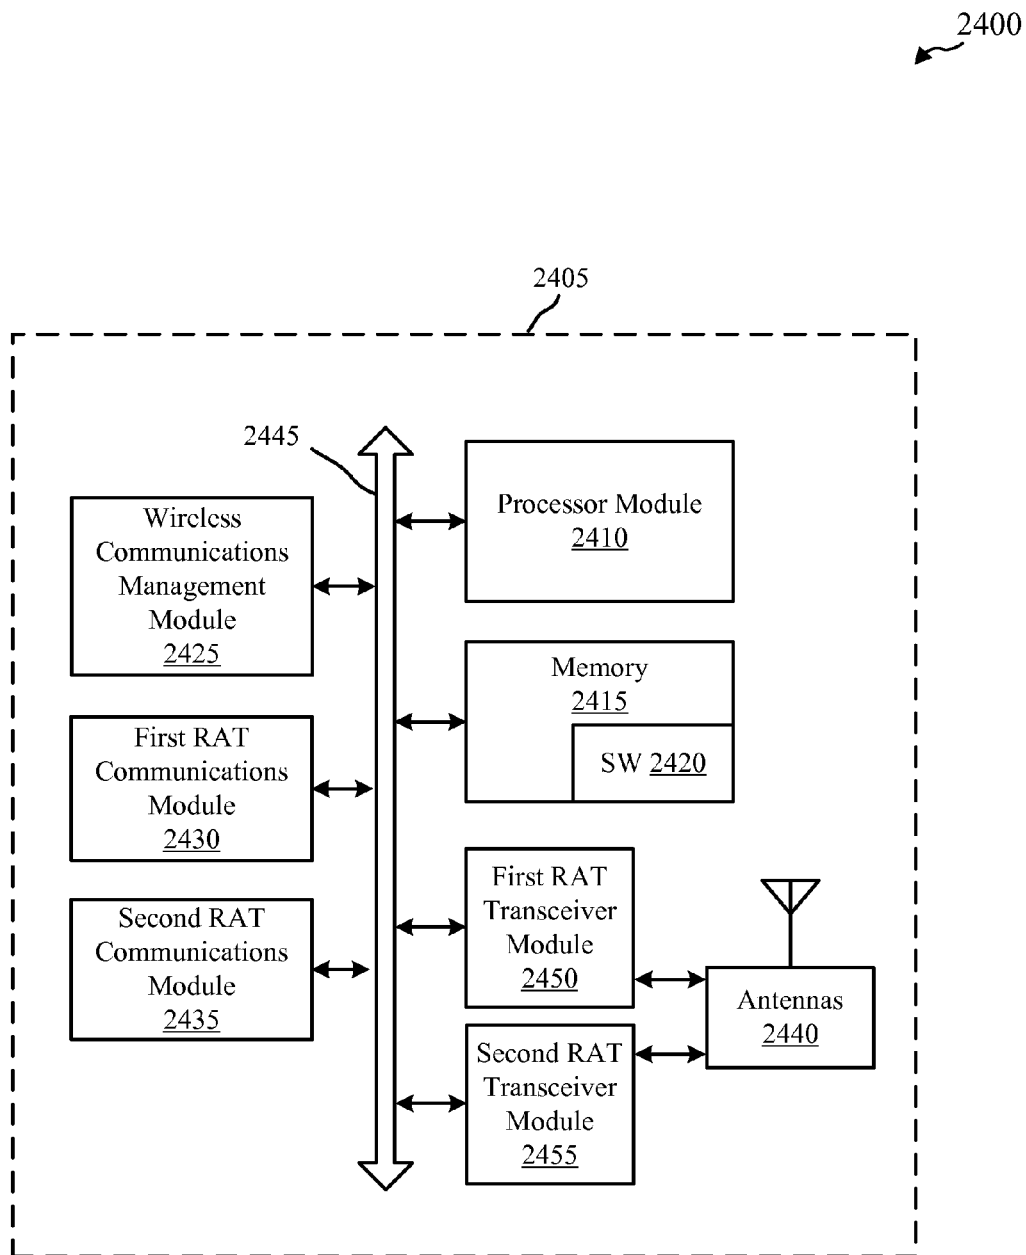 2400
2405
2445
Wireless
Communications
Management
Module
2425
First RAT
Communications
Module
2430
Second RAT
Communications
Module
2435
Processor Module
2410
Memory
2415
SW 2420
First RAT
Transceiver
Module
2450
Second RAT
Transceiver
Module
2455
Antennas
2440